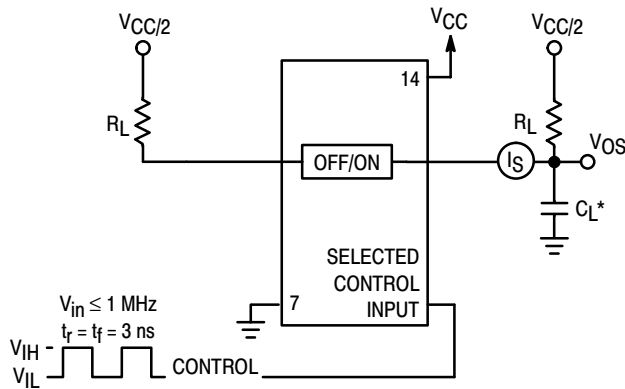 VCC/2
VCC
VCC/2
14
RL
RL
VOS
OFF/ON
IS
CL*
SELECTED
CONTROL
INPUT
7
Vin ≤ 1 MHz
tr = tf = 3 ns
VIH
VIL
CONTROL